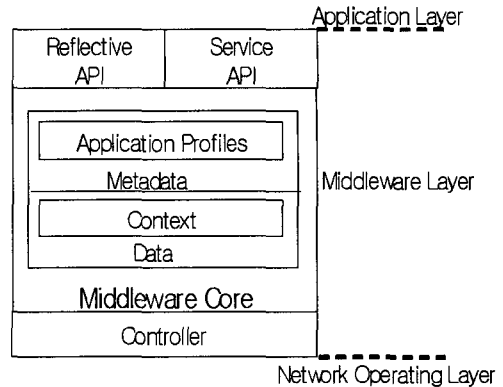 Application Layer
Reflective
API
Service
API
Application Profiles
Metadata
Middleware Layer
Context
Data
Middleware Core
Controller
Network Operating Layer